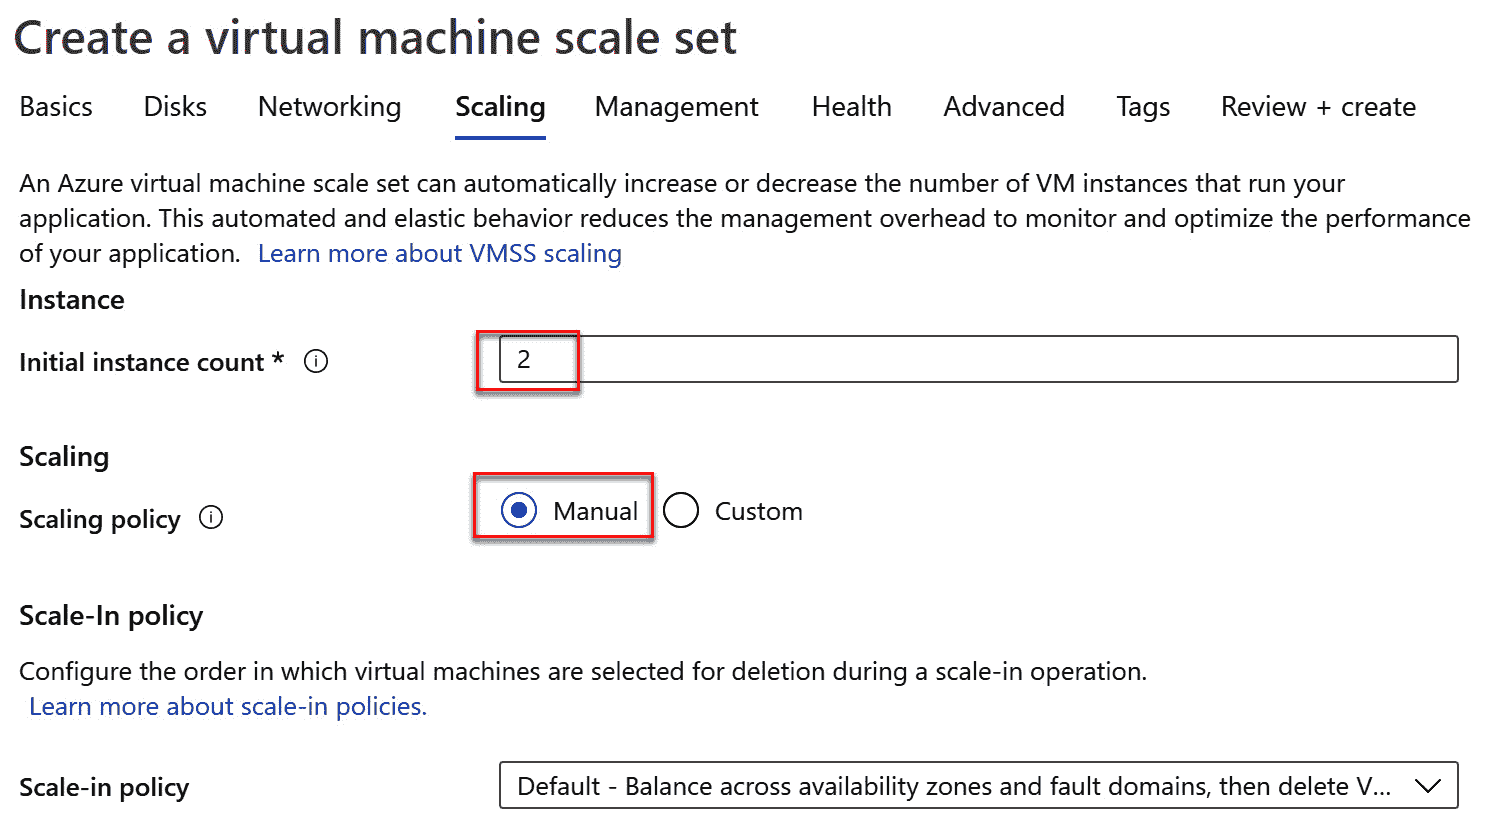 Create a virtual machine scale set
Basics Disks Networking Scaling Management Health Advanced Tags Review + create
An Azure virtual machine scale set can automatically increase or decrease the number of VM instances that run your
application. This automated and elastic behavior reduces the management overhead to monitor and optimize the performance
of your application. Learn more about VMSS scaling
Instance
Initial instance count * 2
Scaling
Scaling policy Manual Custom
Scale-In policy
Configure the order in which virtual machines are selected for deletion during a scale-in operation.
Learn more about scale-in policies.
Scale-in policy Default - Balance across availability zones and fault domains, then delete V...